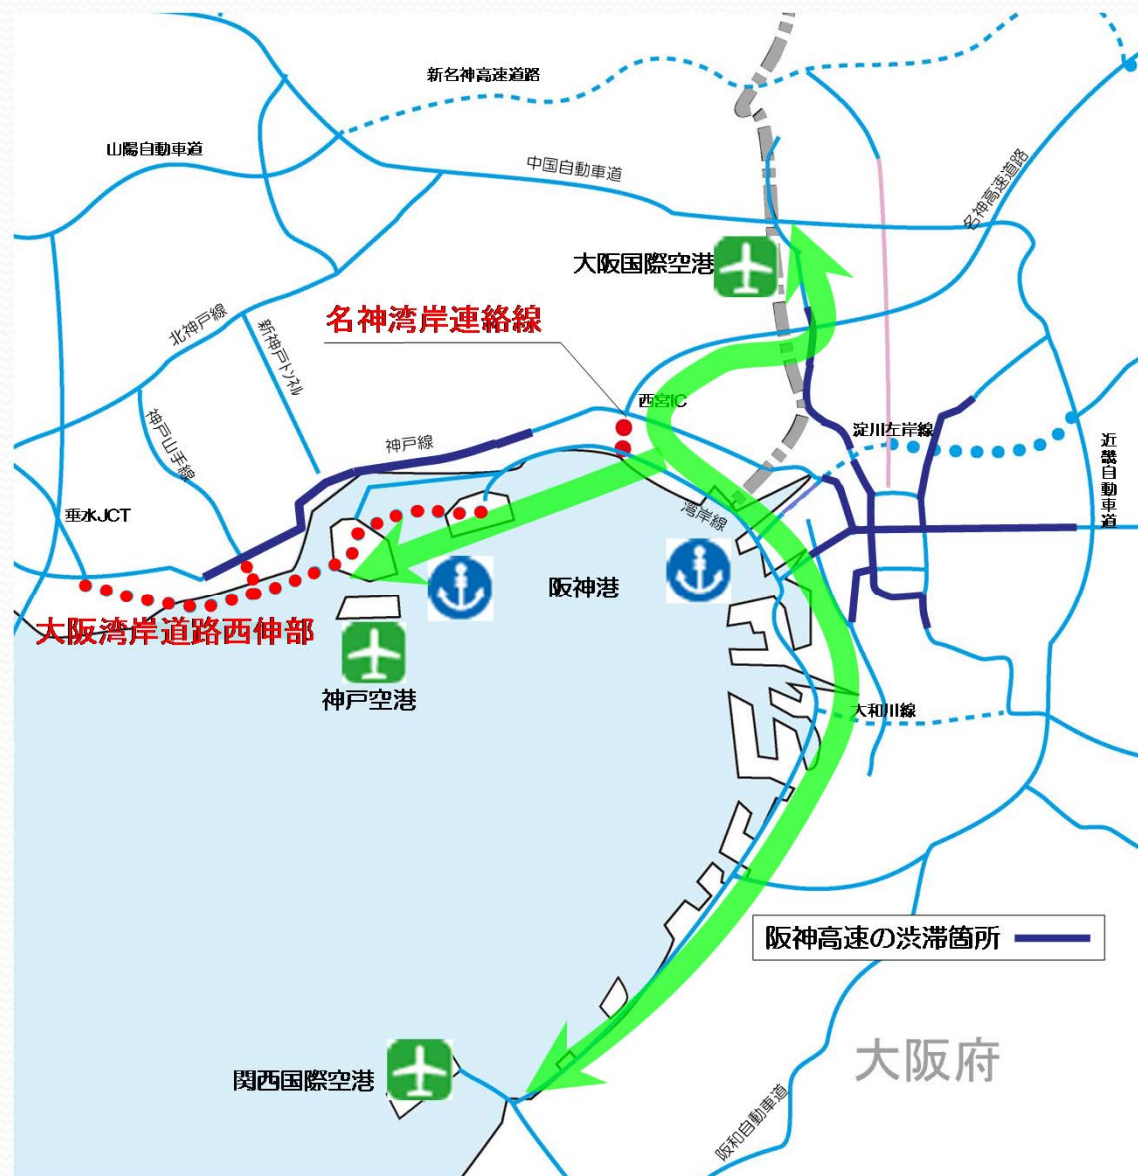 新名神高速道路
山陽自動車道
中国自動車道
名神高速道路
大阪国際空港
名神湾岸連絡線
北神戸線
新神戸トンネル
西宮IC
神戸山手線
神戸線
淀川左岸線
近畿自動車道
垂水JCT
湾岸線
阪神港
大阪湾岸道路西伸部
神戸空港
大和川線
阪神高速の渋滞箇所
大阪府
関西国際空港
阪和自動車道